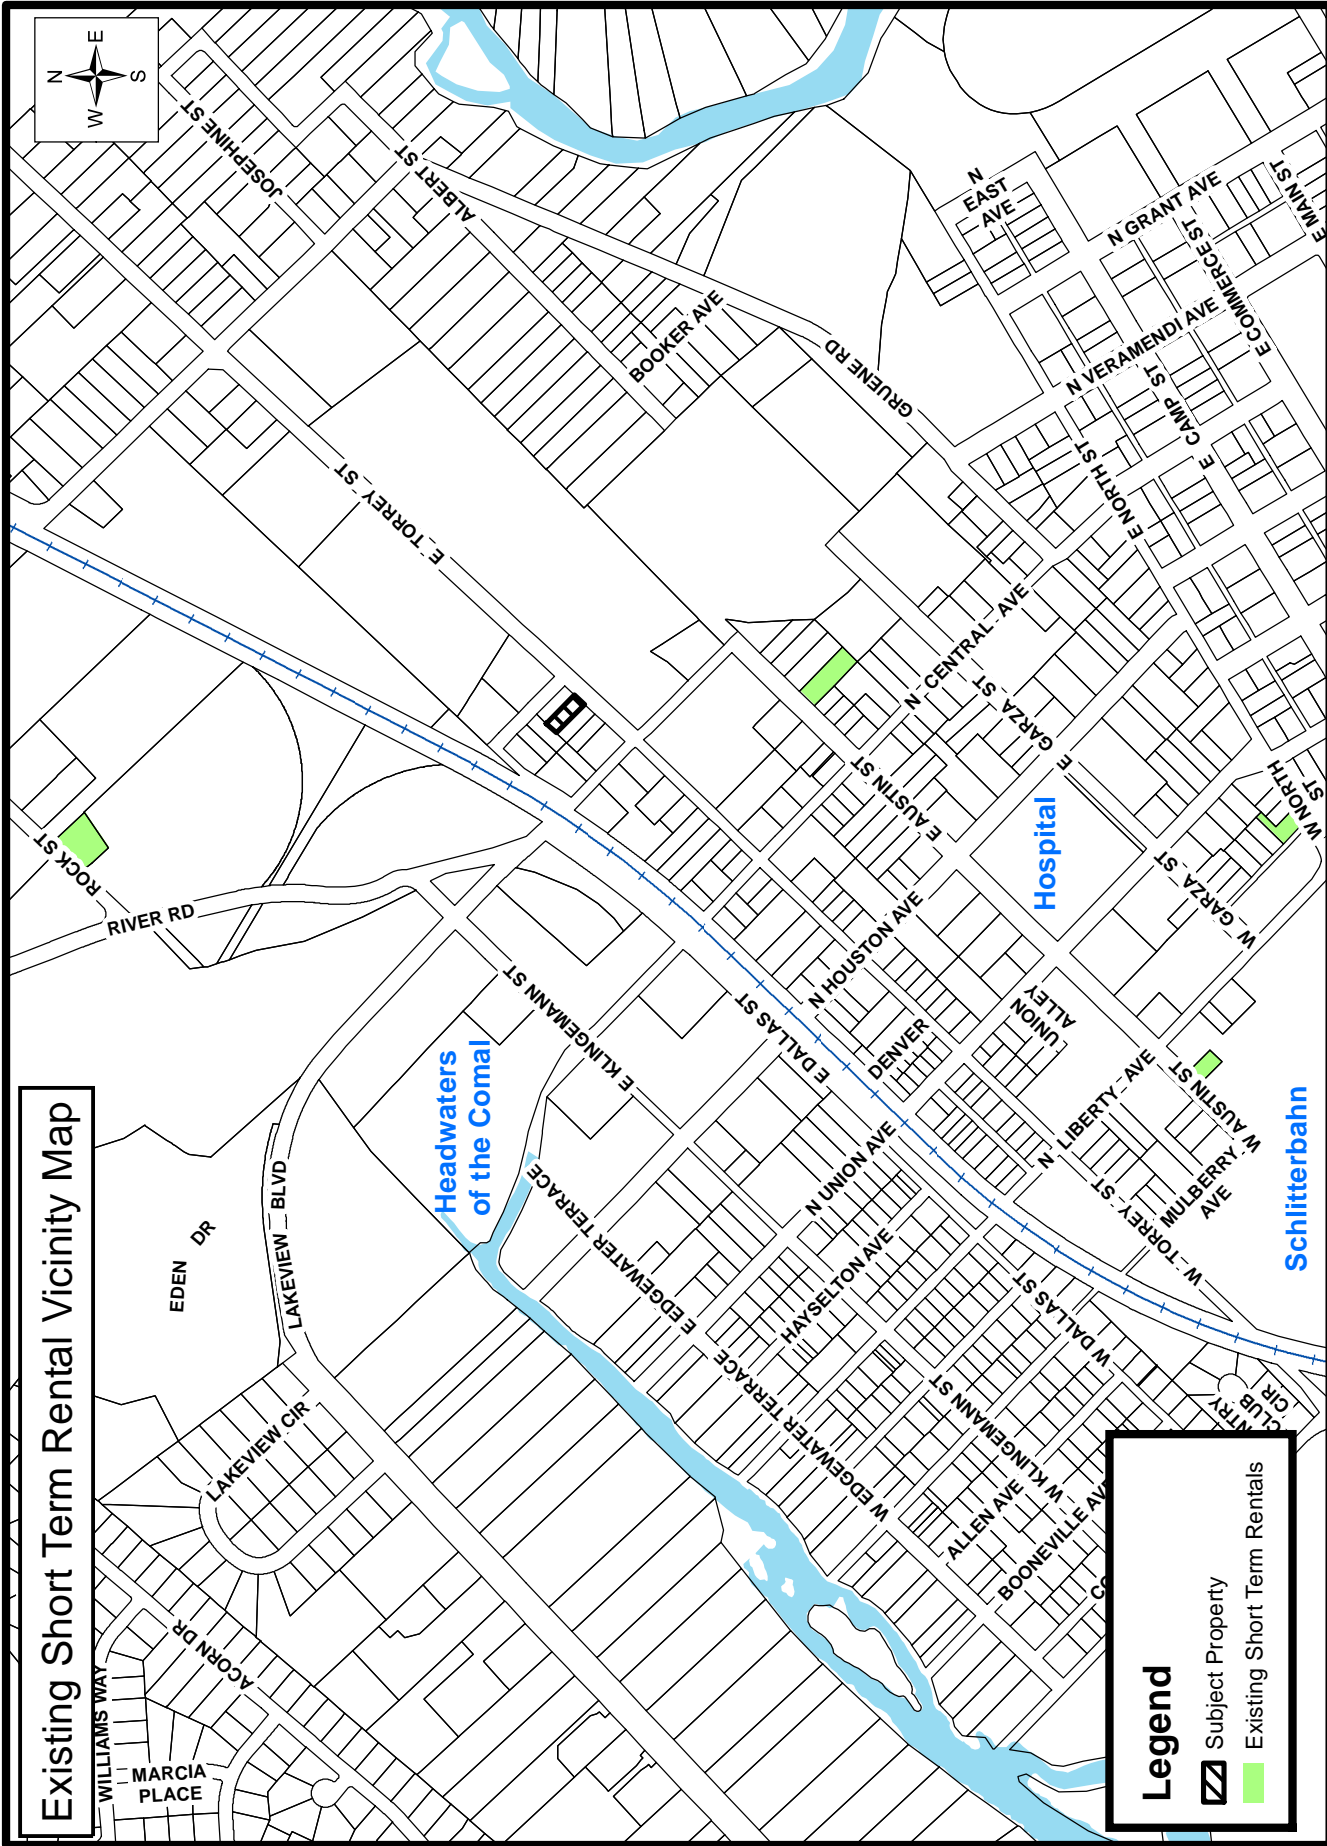 Existing Short Term Rental Vicinity Map
N
W
E
S
WILLIAMS WAY
MARCIA
PLACE
ACORN DR
LAKEVIEW CIR
EDEN
DR
LAKEVIEW
BLVD
RIVER RD
ROCK ST
JOSEPHINE ST
ALBERT ST
E TORREY ST
BOOKER AVE
GRUENE RD
Headwaters
of the Comal
E KLINGEMANN ST
E EDGEWATER TERRACE
W EDGEWATER TERRACE
E DALLAS ST
N HOUSTON AVE
DENVER
N UNION AVE
HAYSELTON AVE
W DALLAS ST
W KLINGEMANN ST
ALLEN AVE
BOONEVILLE AVE
CO
N CENTRAL AVE
E AUSTIN ST
E GARZA ST
Hospital
W GARZA ST
UNION
ALLEY
N LIBERTY AVE
W AUSTIN ST
MULBERRY
AVE
W TORREY ST
Schlitterbahn
NTRY
CLUB
CIR
N
EAST
AVE
N GRANT AVE
N VERAMENDI AVE
E COMMERCE ST
E MAIN ST
E CAMP ST
E NORTH ST
W NORTH
ST
Legend
Subject Property
Existing Short Term Rentals